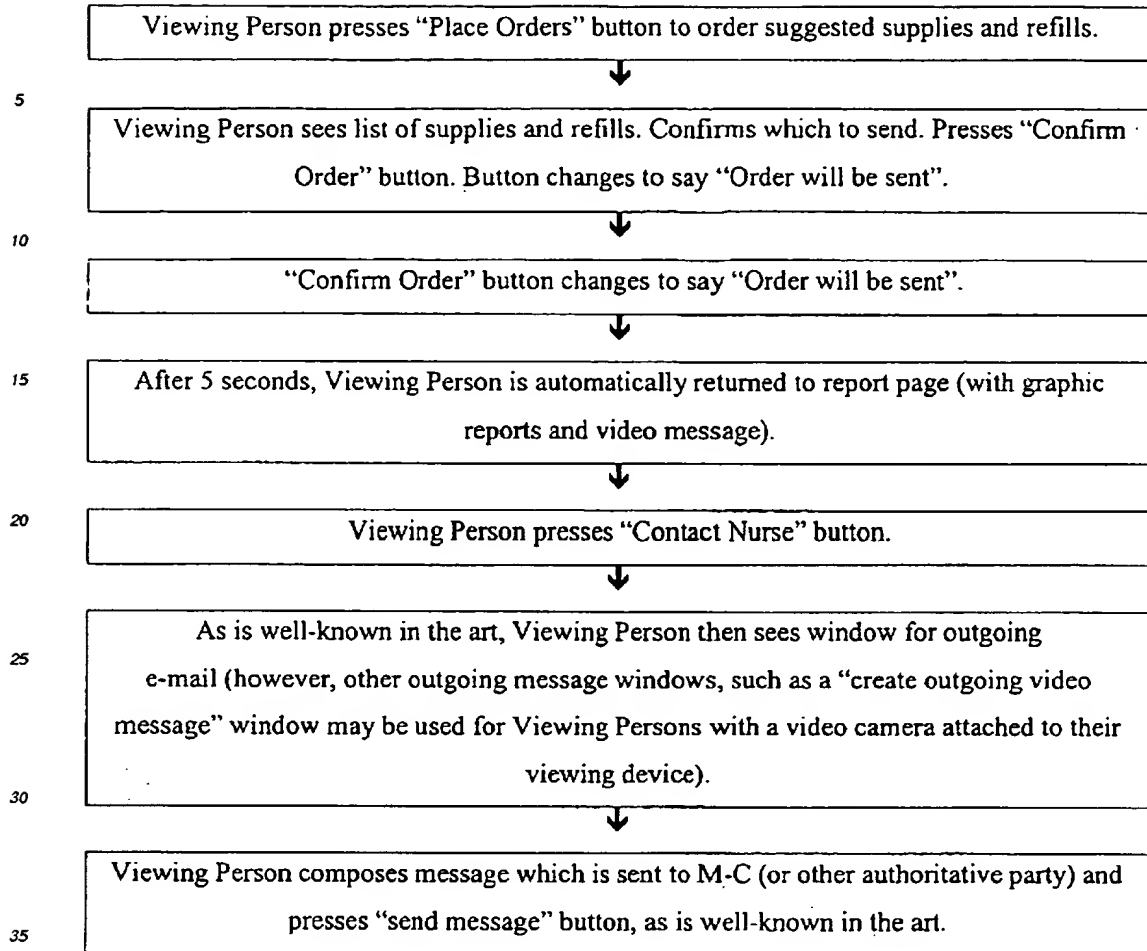 Viewing Person presses “Place Orders” button to order suggested supplies and refills.
5
Viewing Person sees list of supplies and refills. Confirms which to send. Presses “Confirm
Order” button. Button changes to say “Order will be sent”.
10
“Confirm Order” button changes to say “Order will be sent”.
15
After 5 seconds, Viewing Person is automatically returned to report page (with graphic
reports and video message).
20
Viewing Person presses “Contact Nurse” button.
As is well-known in the art, Viewing Person then sees window for outgoing
25
e-mail (however, other outgoing message windows, such as a “create outgoing video
message” window may be used for Viewing Persons with a video camera attached to their
viewing device).
30
Viewing Person composes message which is sent to M-C (or other authoritative party) and
presses “send message” button, as is well-known in the art.
35